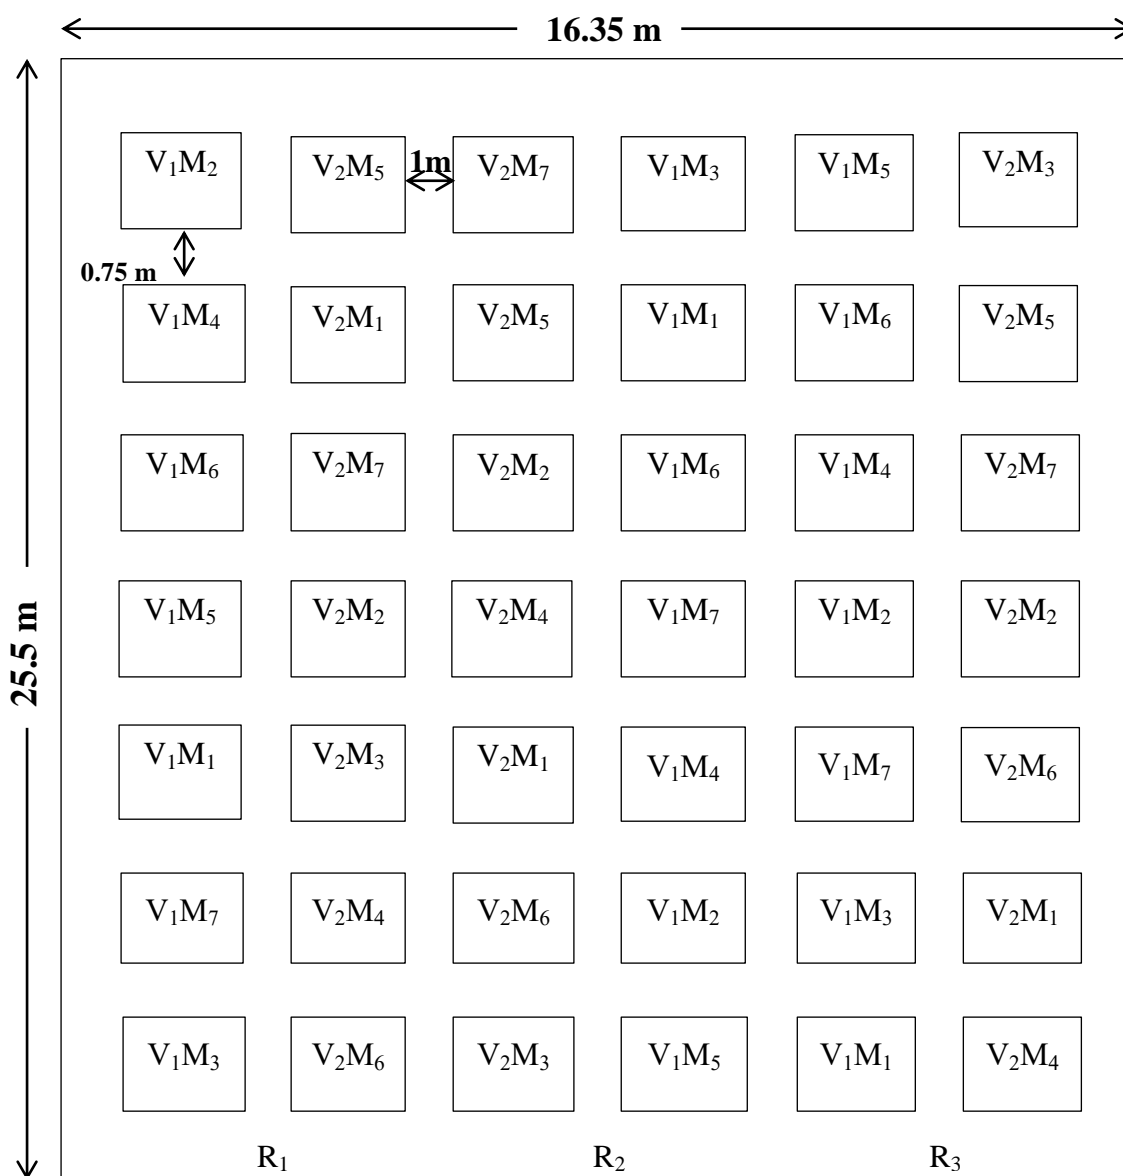 16.35 m
V₁M₂ V₂M₅ 1m V₂M₇ V₁M₃ V₁M₅ V₂M₃
0.75 m
V₁M₄ V₂M₁ V₂M₅ V₁M₁ V₁M₆ V₂M₅
V₁M₆ V₂M₇ V₂M₂ V₁M₆ V₁M₄ V₂M₇
25.5 m
V₁M₅ V₂M₂ V₂M₄ V₁M₇ V₁M₂ V₂M₂
V₁M₁ V₂M₃ V₂M₁ V₁M₄ V₁M₇ V₂M₆
V₁M₇ V₂M₄ V₂M₆ V₁M₂ V₁M₃ V₂M₁
V₁M₃ V₂M₆ V₂M₃ V₁M₅ V₁M₁ V₂M₄
R₁ R₂ R₃